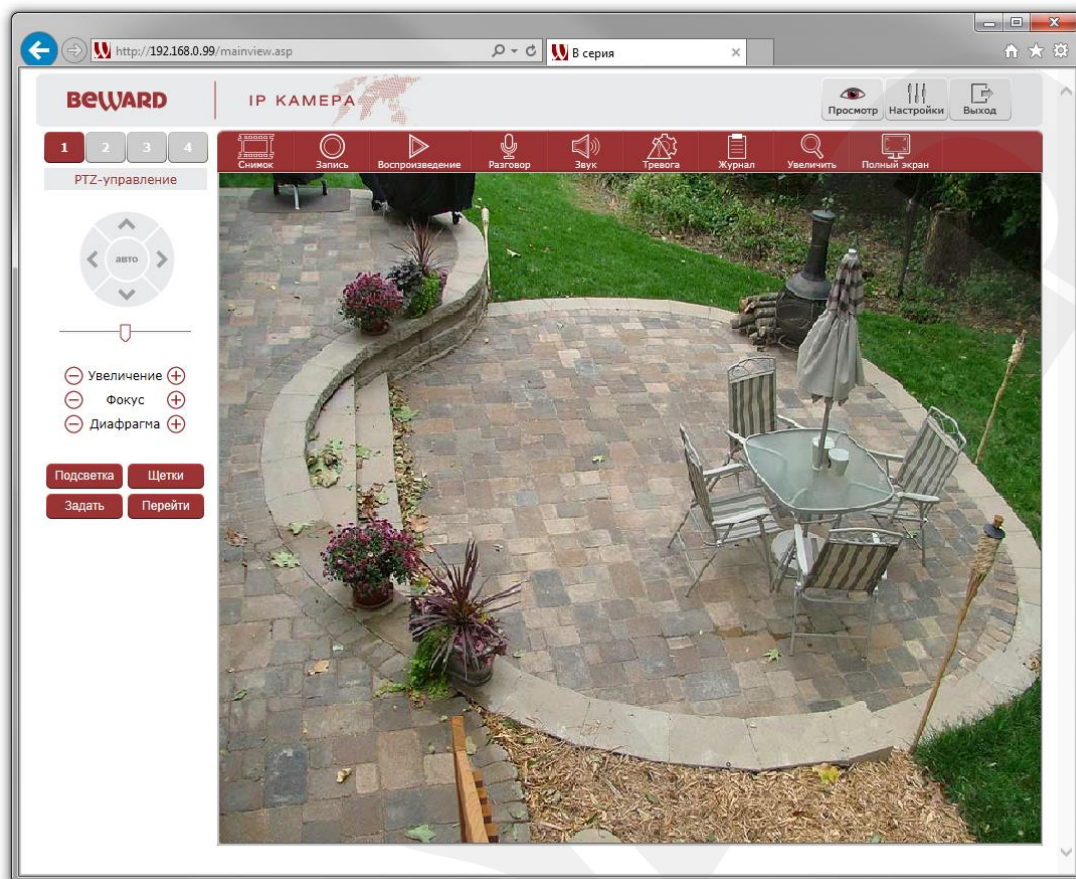 http://192.168.0.99/mainview.asp
В серия
BEWARD
IP КАМЕРА
Просмотр
Настройки
Выход
1 2 3 4
Снимок
Запись
Воспроизведение
Разговор
Звук
Тревога
Журнал
Увеличить
Полный экран
PTZ-управление
авто
Увеличение
Фокус
Диафрагма
Подсветка
Щетки
Задать
Перейти